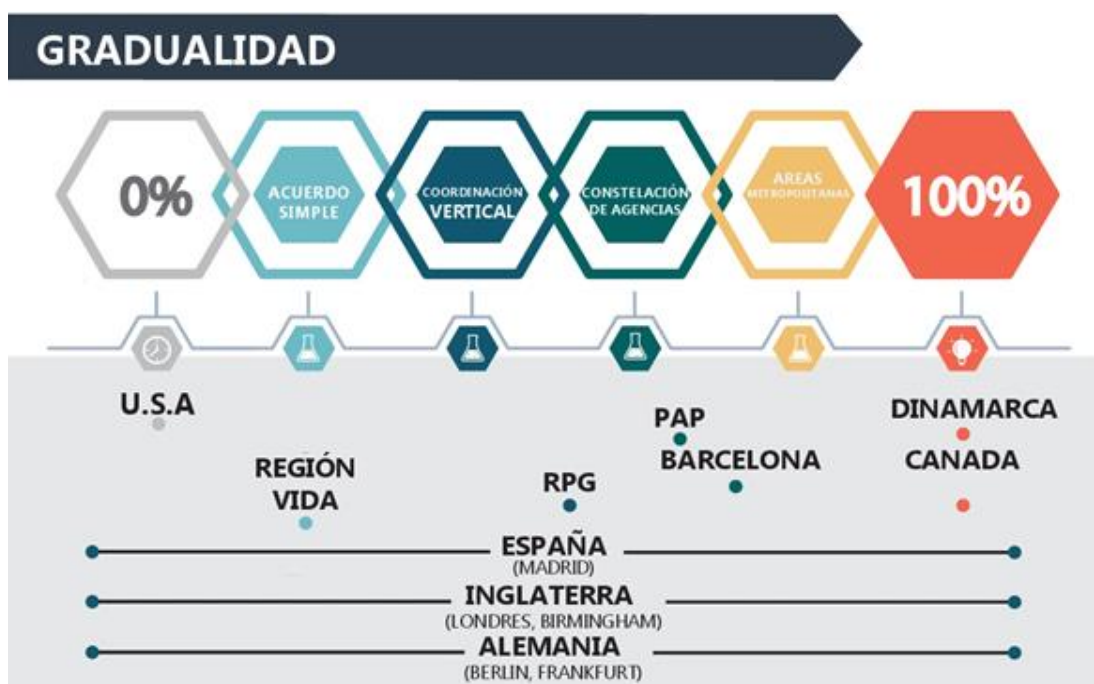 GRADUALIDAD
0%
ACUERDO
SIMPLE
COORDINACIÓN
VERTICAL
CONSTELACIÓN
DE AGENCIAS
AREAS
METROPOLITANAS
100%
U.S.A
REGIÓN
VIDA
RPG
PAP
BARCELONA
DINAMARCA
CANADA
ESPAÑA
(MADRID)
INGLATERRA
(LONDRES, BIRMINGHAM)
ALEMANIA
(BERLIN, FRANKFURT)